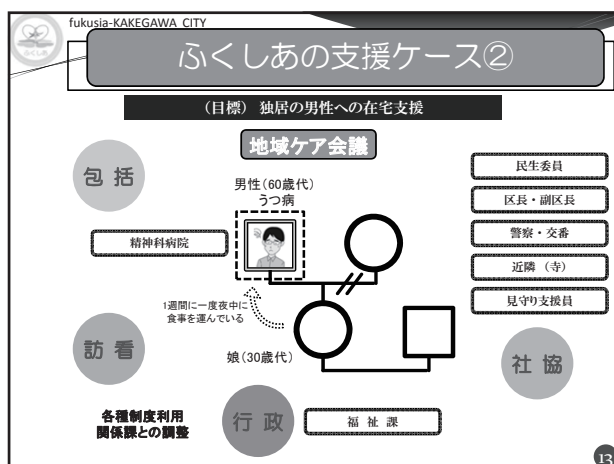 fukusia-KAKEGAWA CITY
ふくしあ
ふくしあの支援ケース②
（目標） 独居の男性への在宅支援
地域ケア会議
包括
男性（60歳代）
うつ病
精神科病院
民生委員
区長・副区長
警察・交番
近隣 （寺）
見守り支援員
1週間に一度夜中に
食事を運んでいる
訪看
娘（30歳代）
社協
各種制度利用
関係課との調整
行政
福祉課
13